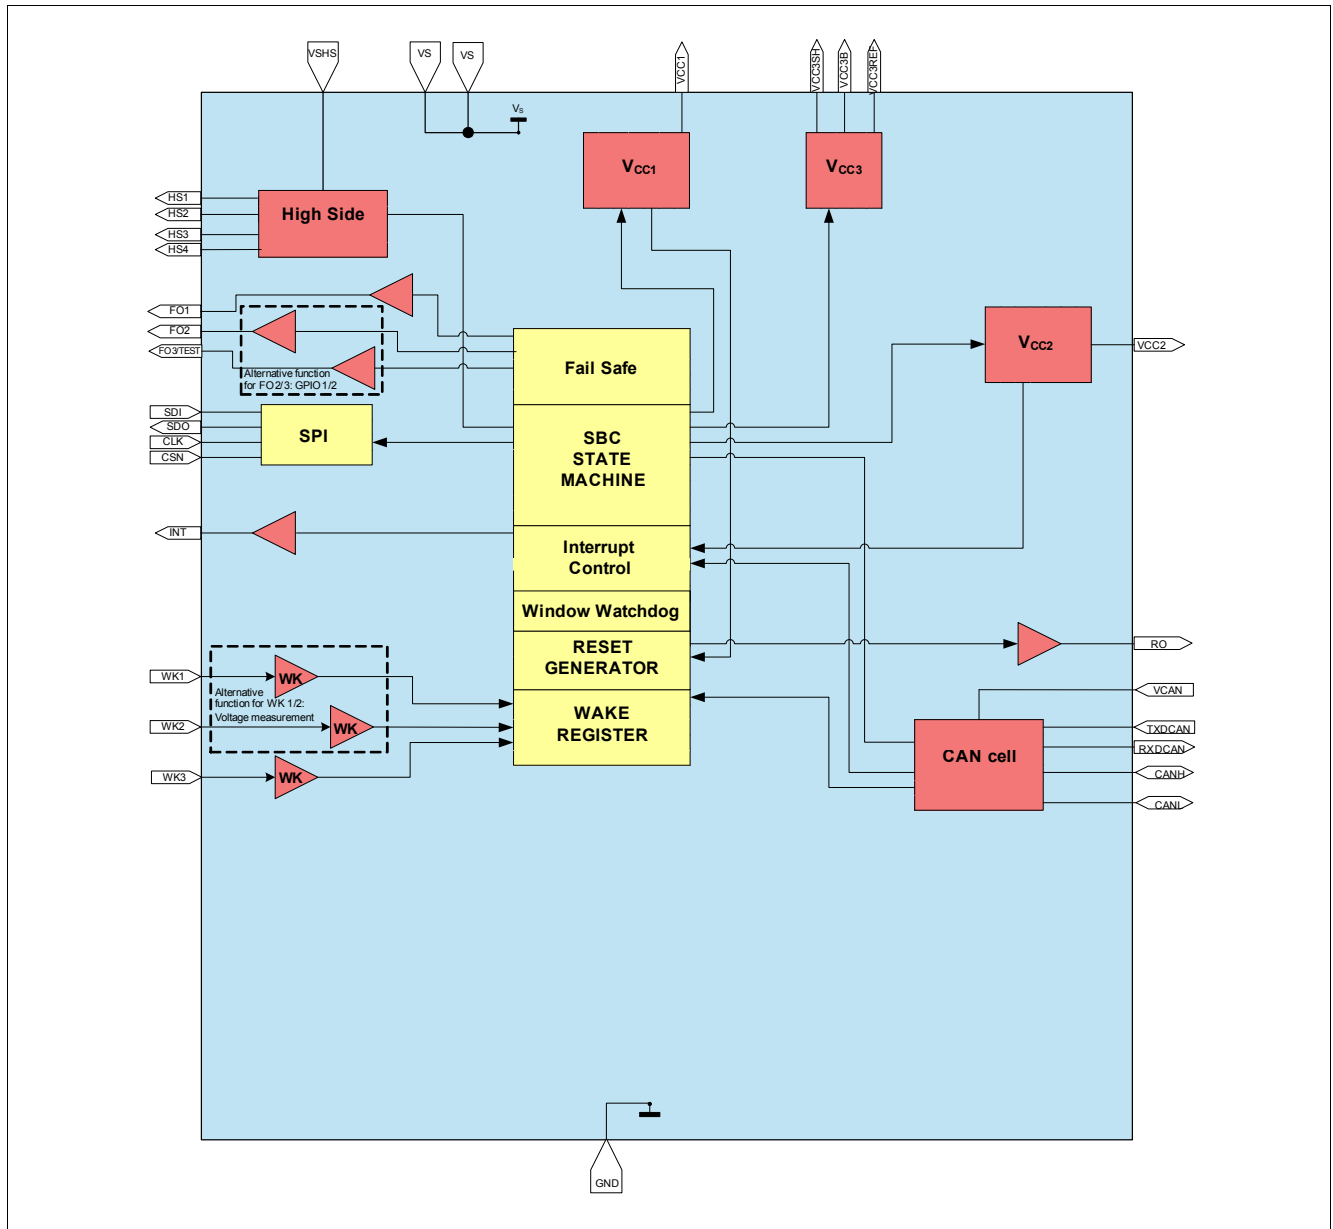 VSHS
VS
VS
VCC1
VCC3SH
VCC3B
VCC3REF
VS
VCC1
VCC3
HS1
HS2
HS3
HS4
High Side
FO1
FO2
FO3/TEST
Alternative function
for FO2/3: GPIO1/2
Fail Safe
VCC2
VCC2
SDI
SDO
CLK
CSN
SPI
SBC
STATE
MACHINE
INT
Interrupt
Control
Window Watchdog
RESET
GENERATOR
RO
WK1
WK
Alternative
function for WK 1/2:
Voltage measurement
WK2
WK
WK3
WK
WAKE
REGISTER
VCAN
TXDCAN
RXDCAN
CANH
CANL
CAN cell
GND